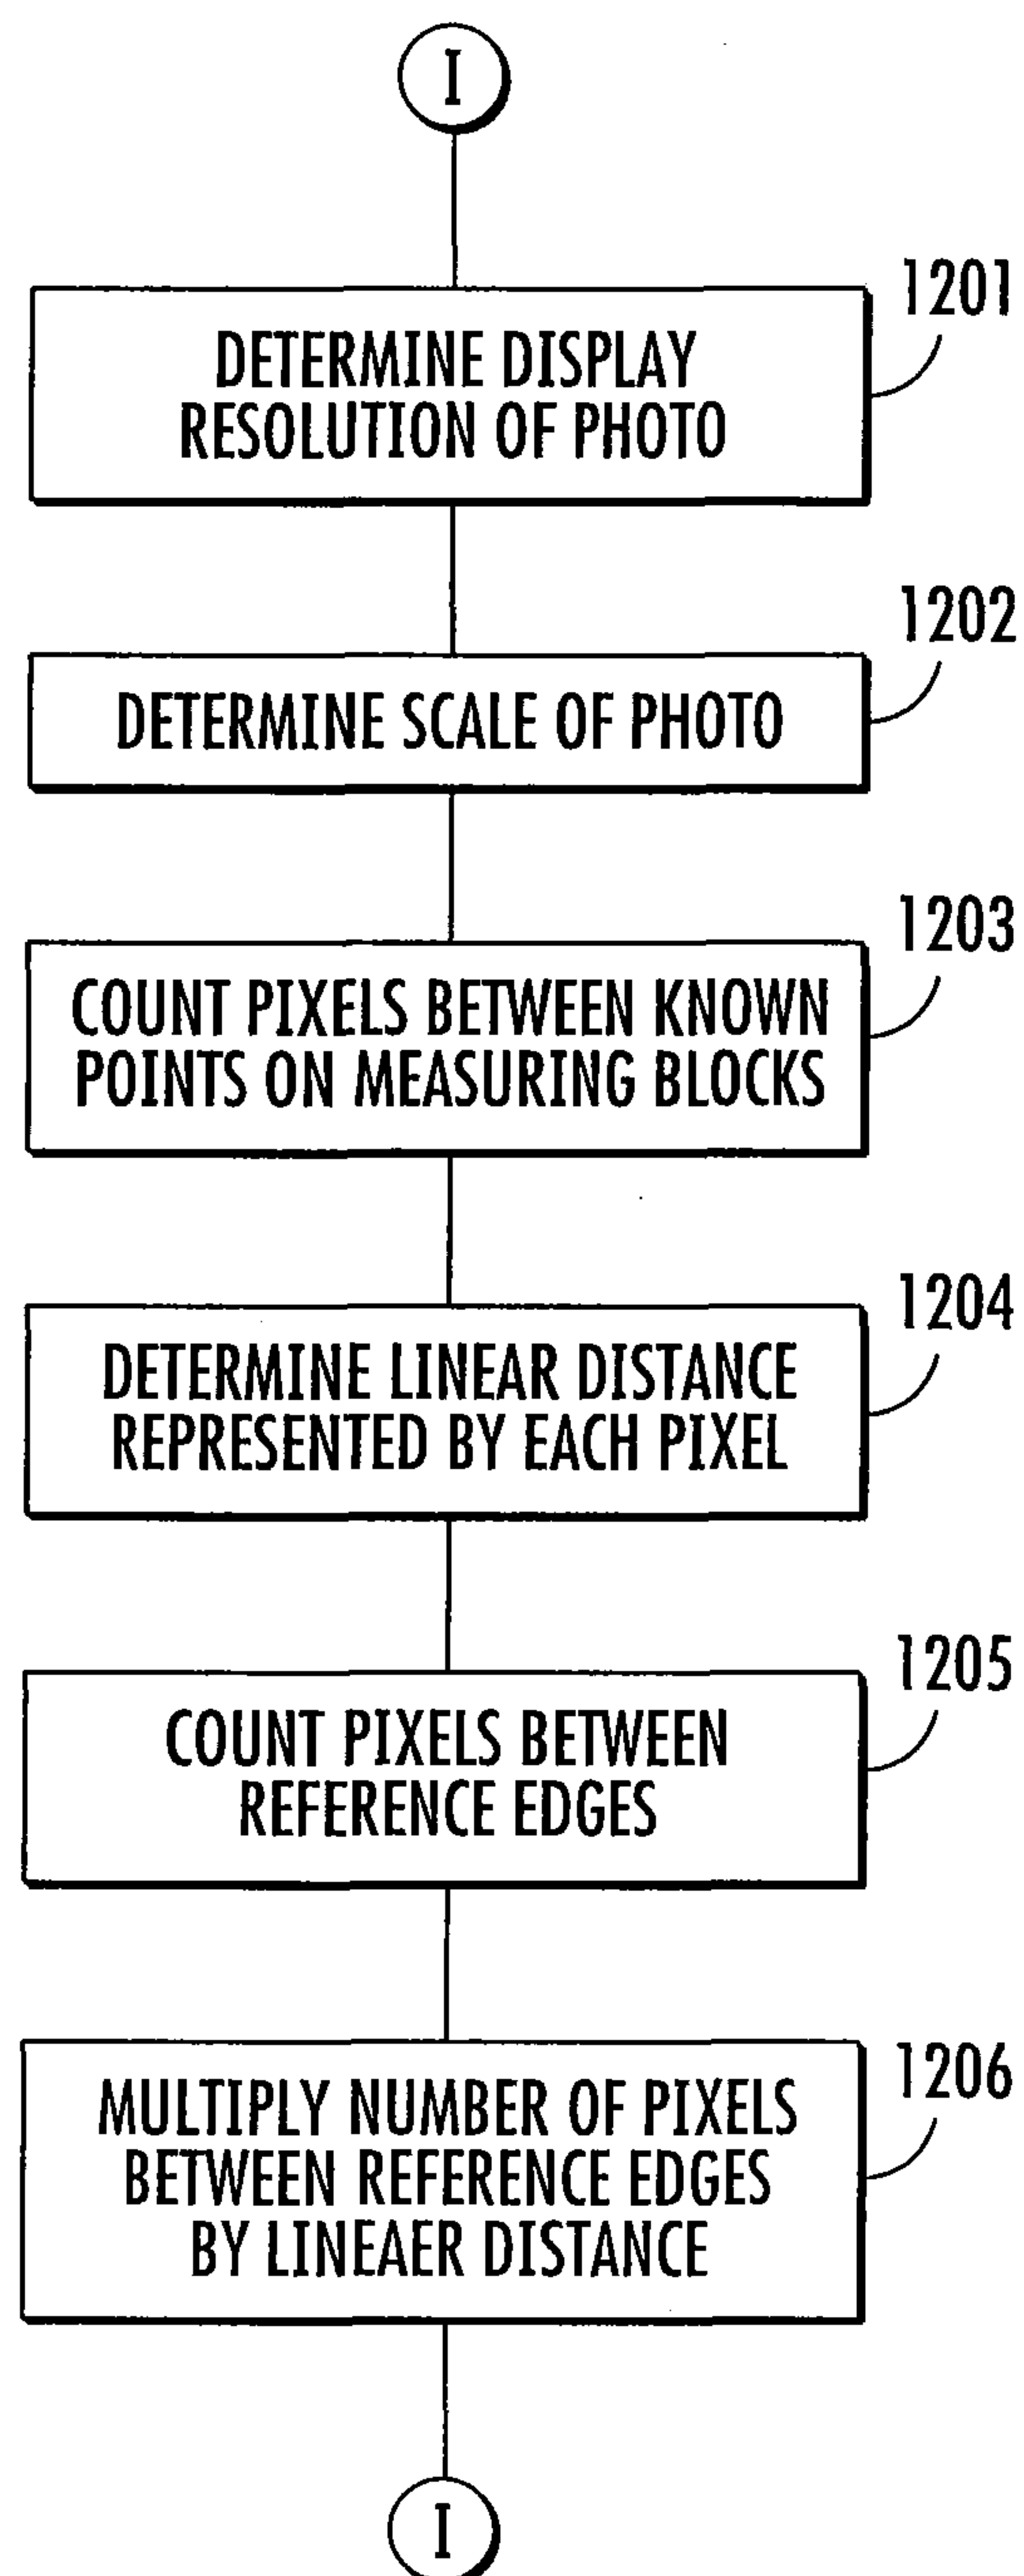 I
1201
DETERMINE DISPLAY
RESOLUTION OF PHOTO
1202
DETERMINE SCALE OF PHOTO
1203
COUNT PIXELS BETWEEN KNOWN
POINTS ON MEASURING BLOCKS
1204
DETERMINE LINEAR DISTANCE
REPRESENTED BY EACH PIXEL
1205
COUNT PIXELS BETWEEN
REFERENCE EDGES
1206
MULTIPLY NUMBER OF PIXELS
BETWEEN REFERENCE EDGES
BY LINEAER DISTANCE
I